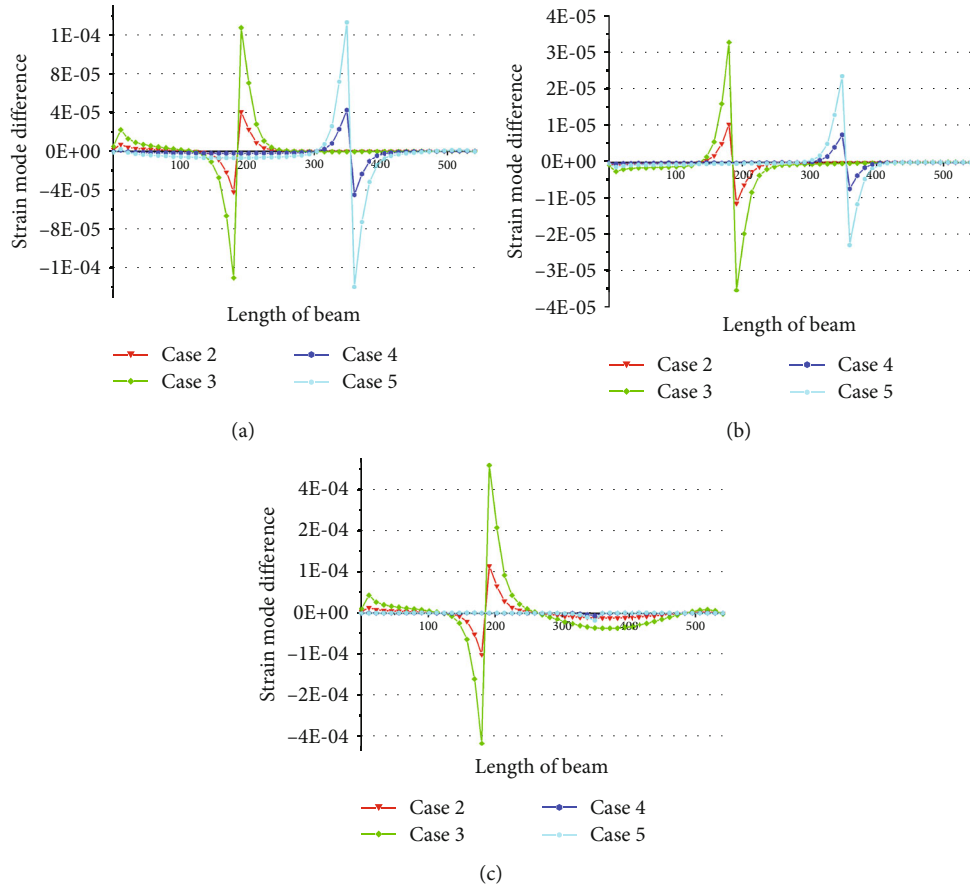 Strain mode difference
1E-04
8E-05
4E-05
0E+00
−4E-05
−8E-05
−1E-04
100
200
300
400
500
Length of beam
Case 2
Case 4
Case 3
Case 5
(a)
Strain mode difference
4E-05
3E-05
2E-05
1E-05
0E+00
−1E-05
−2E-05
−3E-05
−4E-05
100
200
300
400
500
Length of beam
Case 2
Case 4
Case 3
Case 5
(b)
Strain mode difference
4E-04
2E-04
1E-04
0E+00
−1E-04
−2E-04
−4E-04
100
200
300
400
500
Length of beam
Case 2
Case 4
Case 3
Case 5
(c)